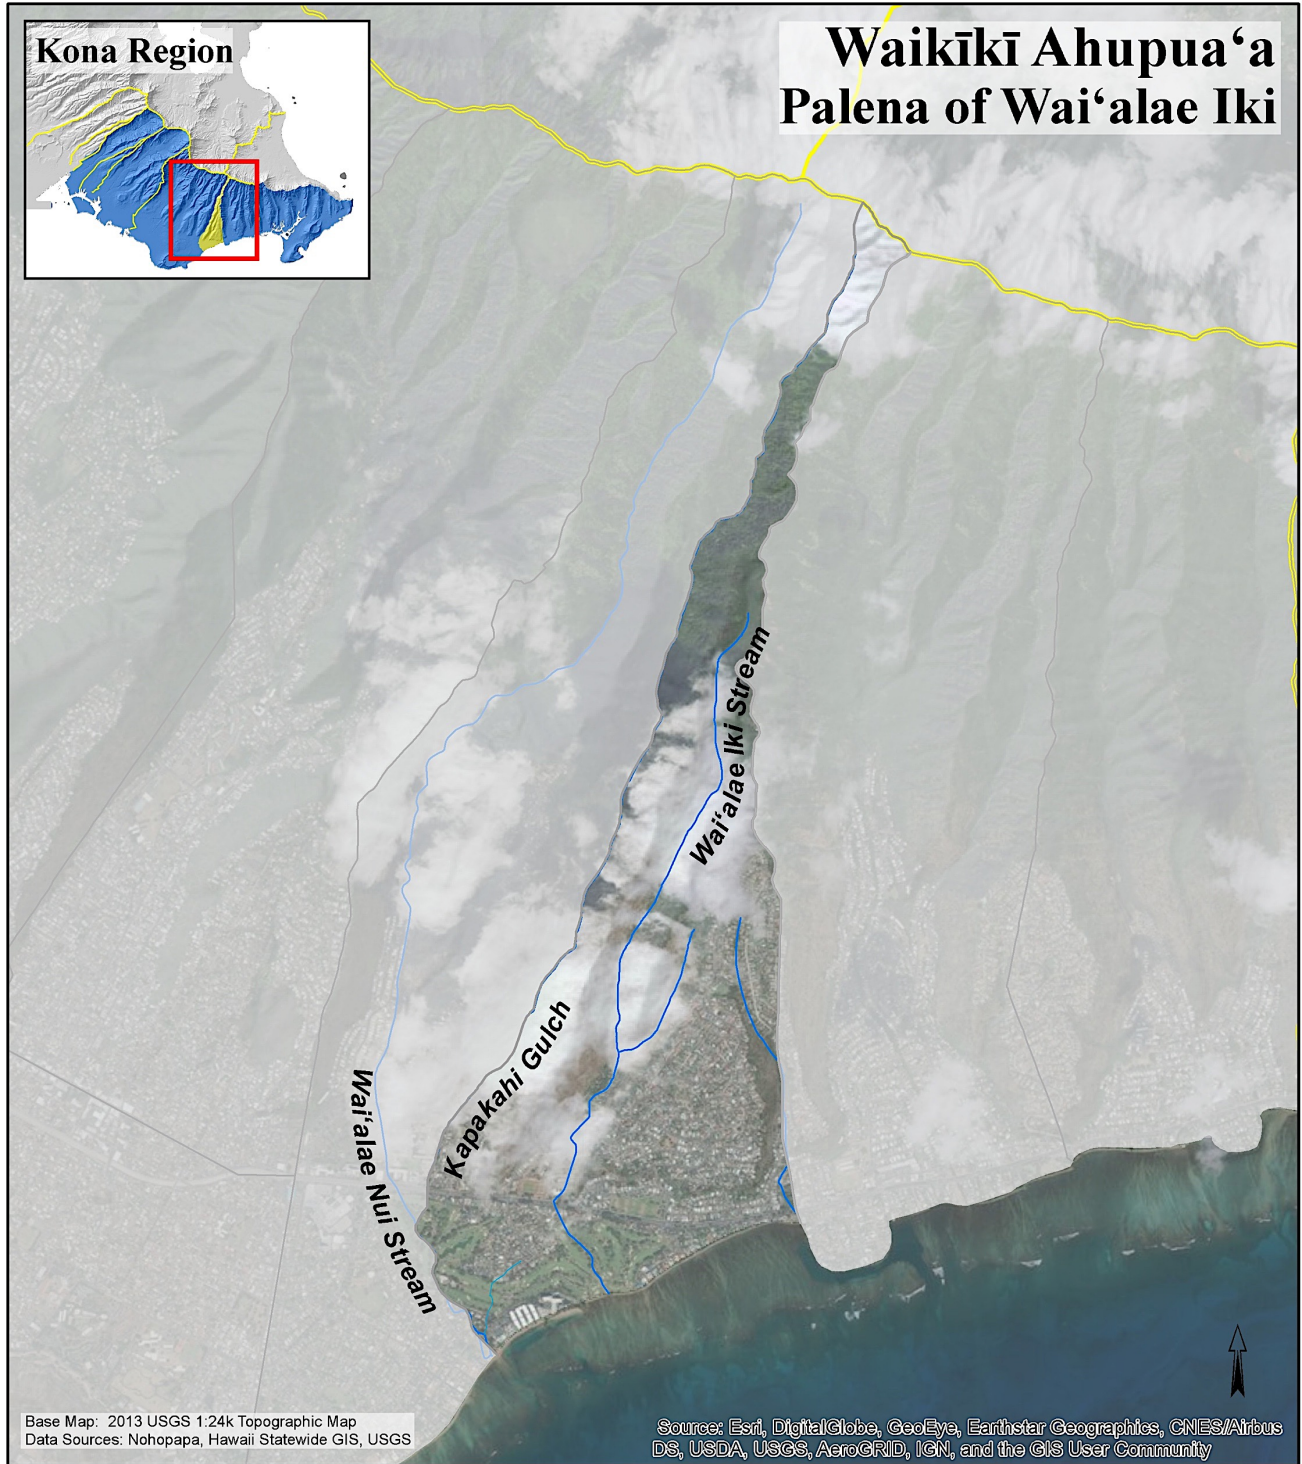 Kona Region
Waikīkī Ahupuaʻa
Palena of Waiʻalae Iki
Waiʻalae Iki Stream
Kapakahi Gulch
Waiʻalae Nui Stream
Base Map:  2013 USGS 1:24k Topographic Map
Data Sources: Nohopapa, Hawaii Statewide GIS, USGS
Source: Esri, DigitalGlobe, GeoEye, Earthstar Geographics, CNES/Airbus
DS, USDA, USGS, AeroGRID, IGN, and the GIS User Community